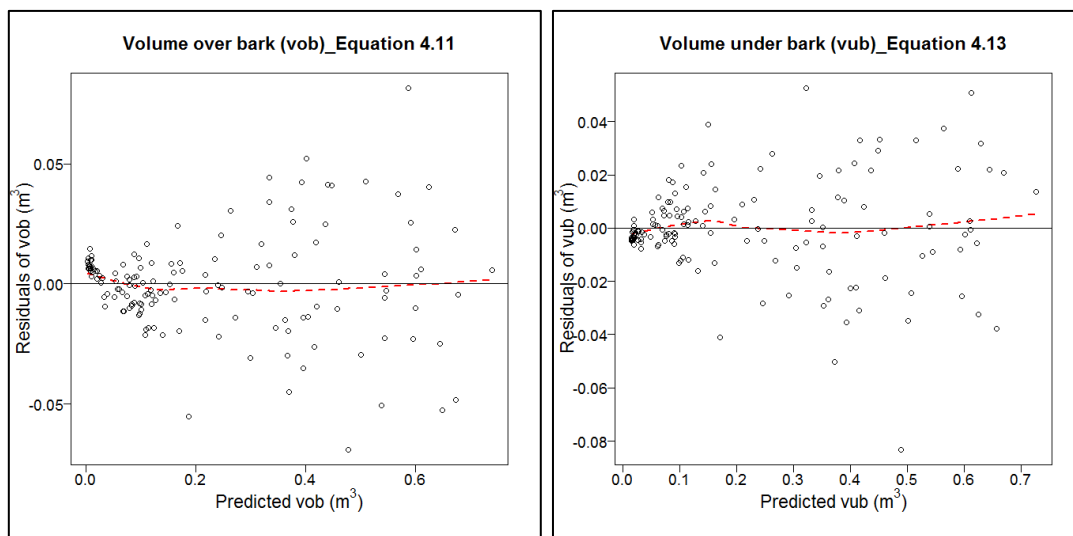 Volume over bark (vob)_Equation 4.11
Residuals of vob (m³)
0.05
0.00
-0.05
0.0 0.2 0.4 0.6
Predicted vob (m³)
Volume under bark (vub)_Equation 4.13
Residuals of vub (m³)
0.04
0.02
0.00
-0.02
-0.04
-0.06
-0.08
0.0 0.1 0.2 0.3 0.4 0.5 0.6 0.7
Predicted vub (m³)